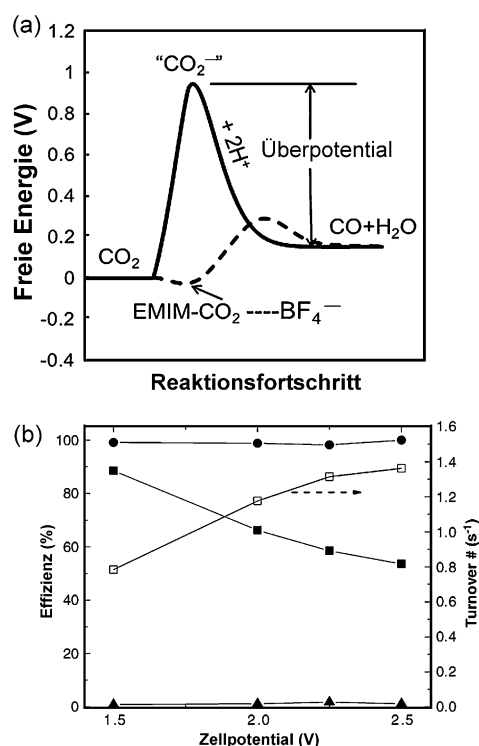 (a)
Freie Energie (V)
1
0.8
0.6
0.4
0.2
0
-0.2
-0.4
"CO₂⁻"
+ 2H⁺
Überpotential
CO₂
CO+H₂O
EMIM-CO₂ ----BF₄⁻
Reaktionsfortschritt
(b)
Effizienz (%)
100
80
60
40
20
0
1.6
1.4
1.2
1.0
0.8
0.6
0.4
0.2
0.0
Turnover # (s⁻¹)
1.5
2.0
2.5
Zellpotential (V)